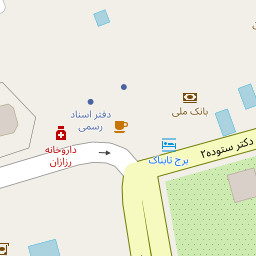 بانک ملی
دفتر اسناد
رسمی
داروخانه
رزازان
برج تابناک
دکتر ستوده۲